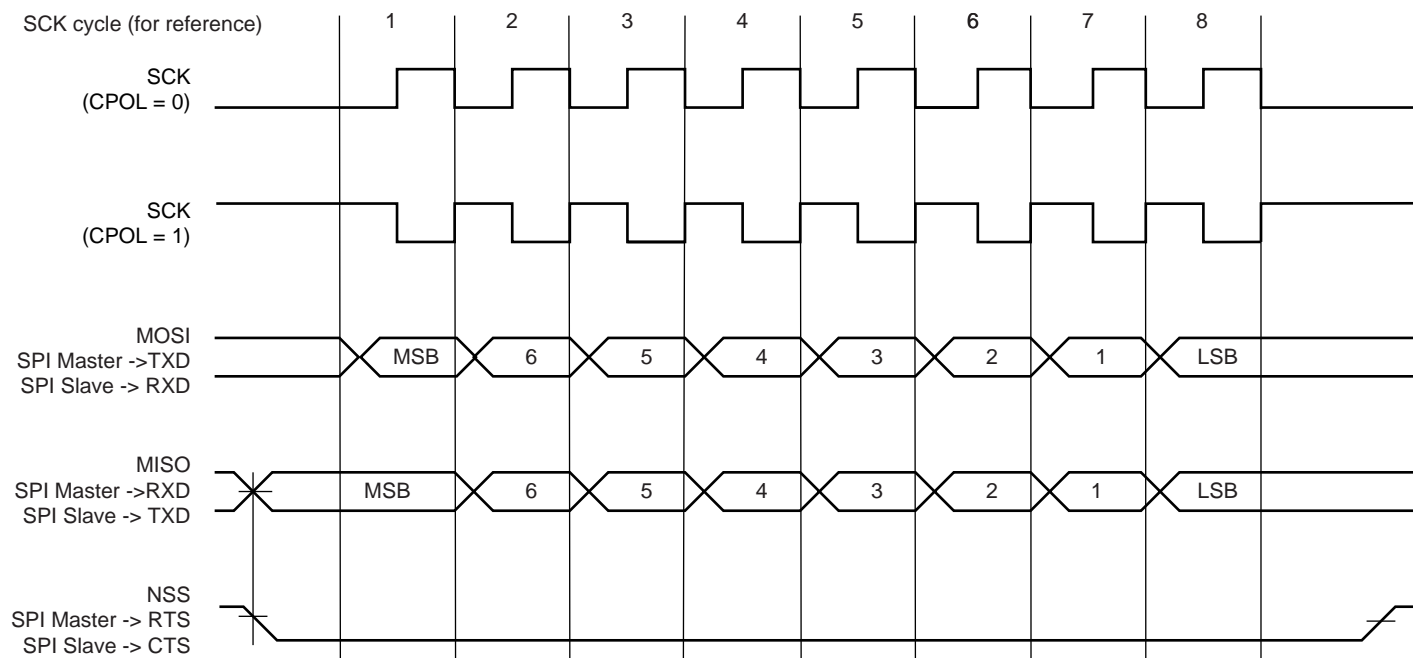 SCK cycle (for reference) 1 2 3 4 5 6 7 8
SCK
(CPOL = 0)
SCK
(CPOL = 1)
MOSI
SPI Master ->TXD
SPI Slave -> RXD
MSB 6 5 4 3 2 1 LSB
MISO
SPI Master ->RXD
SPI Slave -> TXD
MSB 6 5 4 3 2 1 LSB
NSS
SPI Master -> RTS
SPI Slave -> CTS